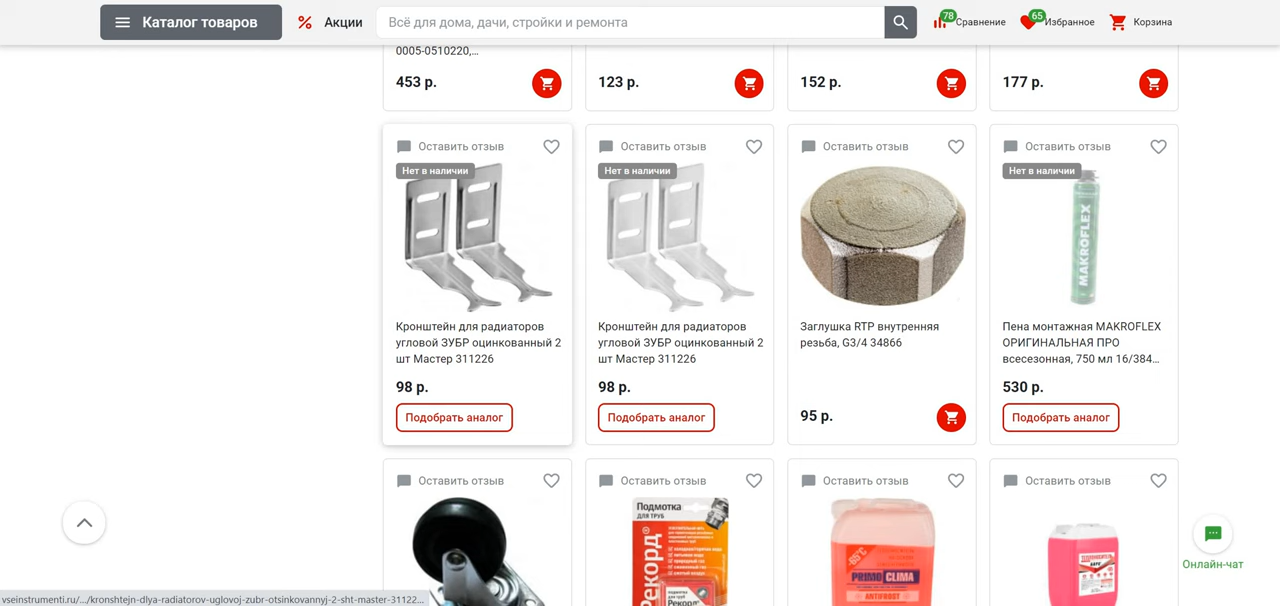 Каталог товаров
Акции
Всё для дома, дачи, стройки и ремонта
78
Сравнение
65
Избранное
Корзина
0005-0510220,...
453 р.
123 р.
152 р.
177 р.
Оставить отзыв
Нет в наличии
Кронштейн для радиаторов
угловой ЗУБР оцинкованный 2
шт Мастер 311226
98 р.
Подобрать аналог
Оставить отзыв
Нет в наличии
Кронштейн для радиаторов
угловой ЗУБР оцинкованный 2
шт Мастер 311226
98 р.
Подобрать аналог
Оставить отзыв
Заглушка RTP внутренняя
резьба, G3/4 34866
95 р.
Оставить отзыв
Нет в наличии
MAKROFLEX
Пена монтажная MAKROFLEX
ОРИГИНАЛЬНАЯ ПРО
всесезонная, 750 мл 16/384...
530 р.
Подобрать аналог
Оставить отзыв
Оставить отзыв
Подмотка
ДЛЯ ТРУБ
Рекорд®
Оставить отзыв
-65°C
PRIMOCLIMA
ANTIFROST
Оставить отзыв
ТЕПЛОНОСИТЕЛЬ
Онлайн-чат
vseinstrumenti.ru/.../kronshtejn-dlya-radiatorov-uglovoj-zubr-otsinkovannyj-2-sht-master-31122...